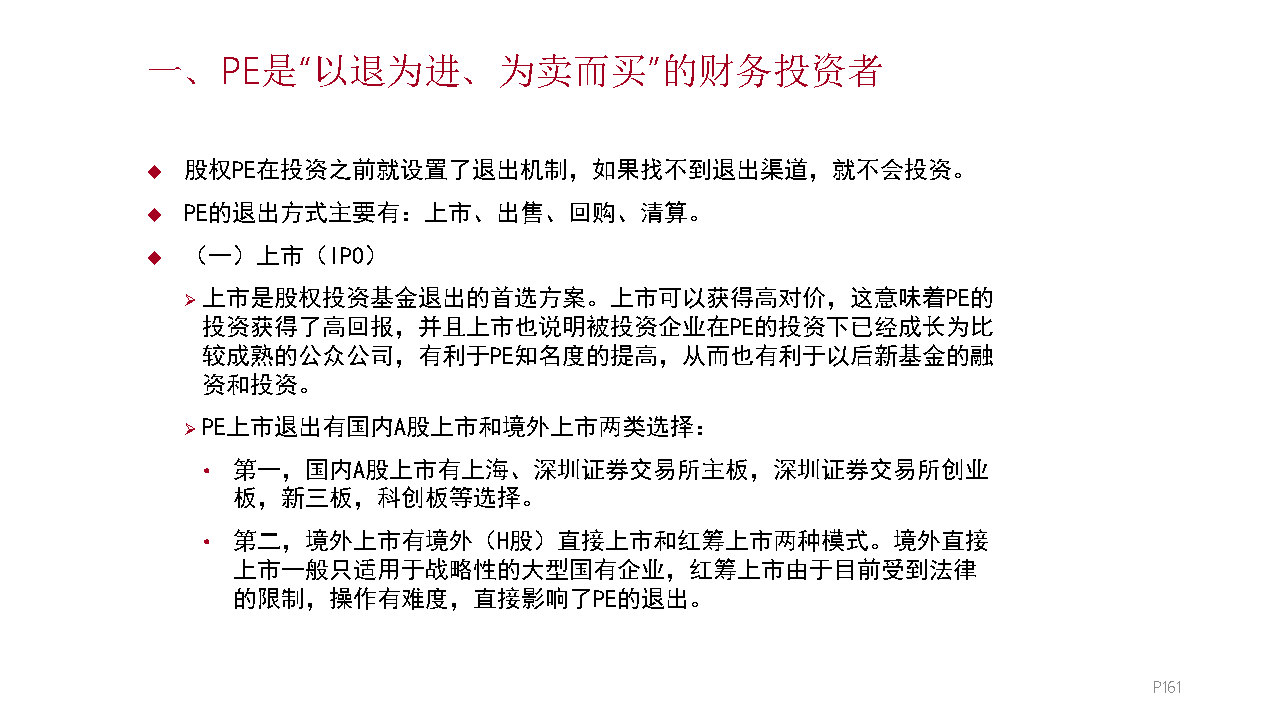 一、PE是“以退为进、为卖而买”的财务投资者
◆ 股权PE在投资之前就设置了退出机制，如果找不到退出渠道，就不会投资。
◆ PE的退出方式主要有：上市、出售、回购、清算。
◆ （一）上市（IPO）
➢上市是股权投资基金退出的首选方案。上市可以获得高对价，这意味着PE的
投资获得了高回报，并且上市也说明被投资企业在PE的投资下已经成长为比
较成熟的公众公司，有利于PE知名度的提高，从而也有利于以后新基金的融
资和投资。
➢PE上市退出有国内A股上市和境外上市两类选择：
• 第一，国内A股上市有上海、深圳证券交易所主板，深圳证券交易所创业
板，新三板，科创板等选择。
• 第二，境外上市有境外（H股）直接上市和红筹上市两种模式。境外直接
上市一般只适用于战略性的大型国有企业，红筹上市由于目前受到法律
的限制，操作有难度，直接影响了PE的退出。
P161